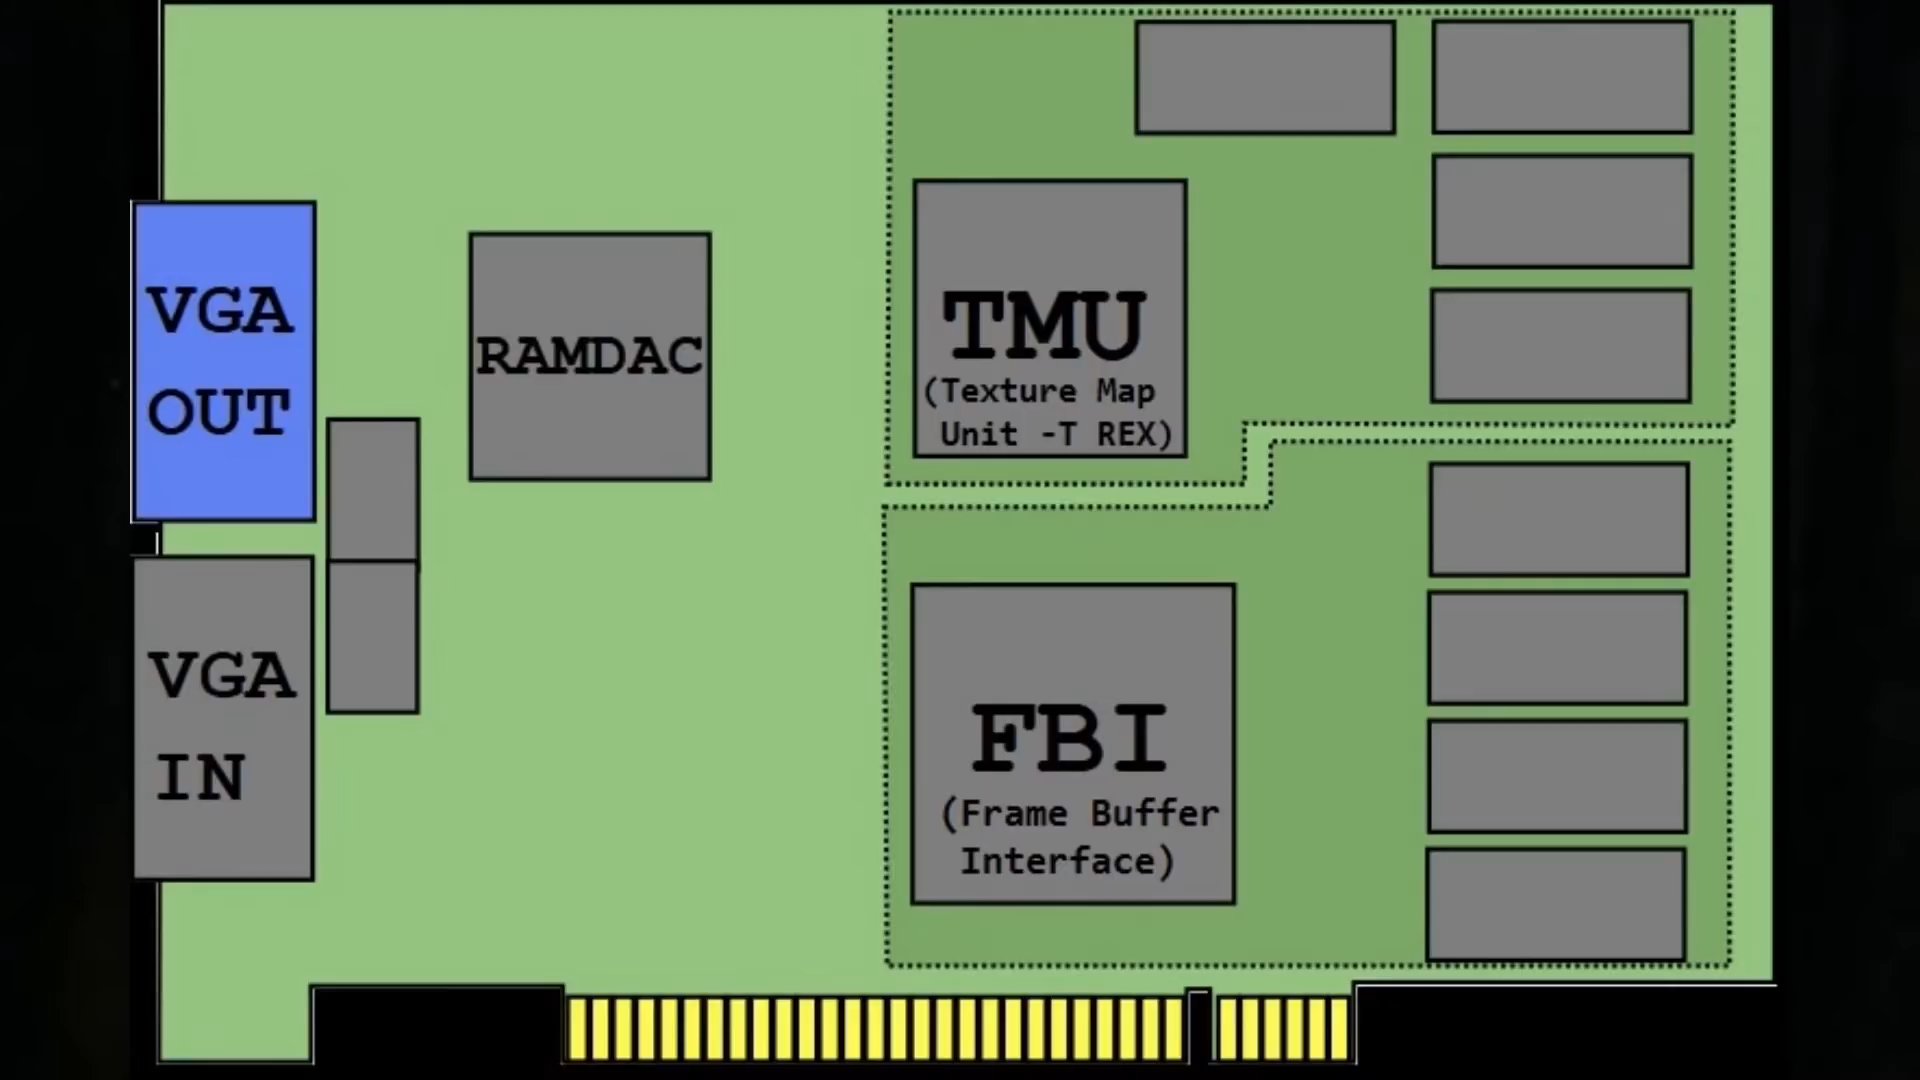 VGA
OUT
RAMDAC
TMU
(Texture Map
Unit -T REX)
VGA
IN
FBI
(Frame Buffer
Interface)